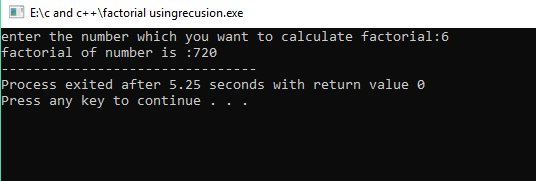 E:\c and c++\factorial usingrecusion.exe
enter the number which you want to calculate factorial:6
factorial of number is :720
--------------------------------
Process exited after 5.25 seconds with return value 0
Press any key to continue . . .